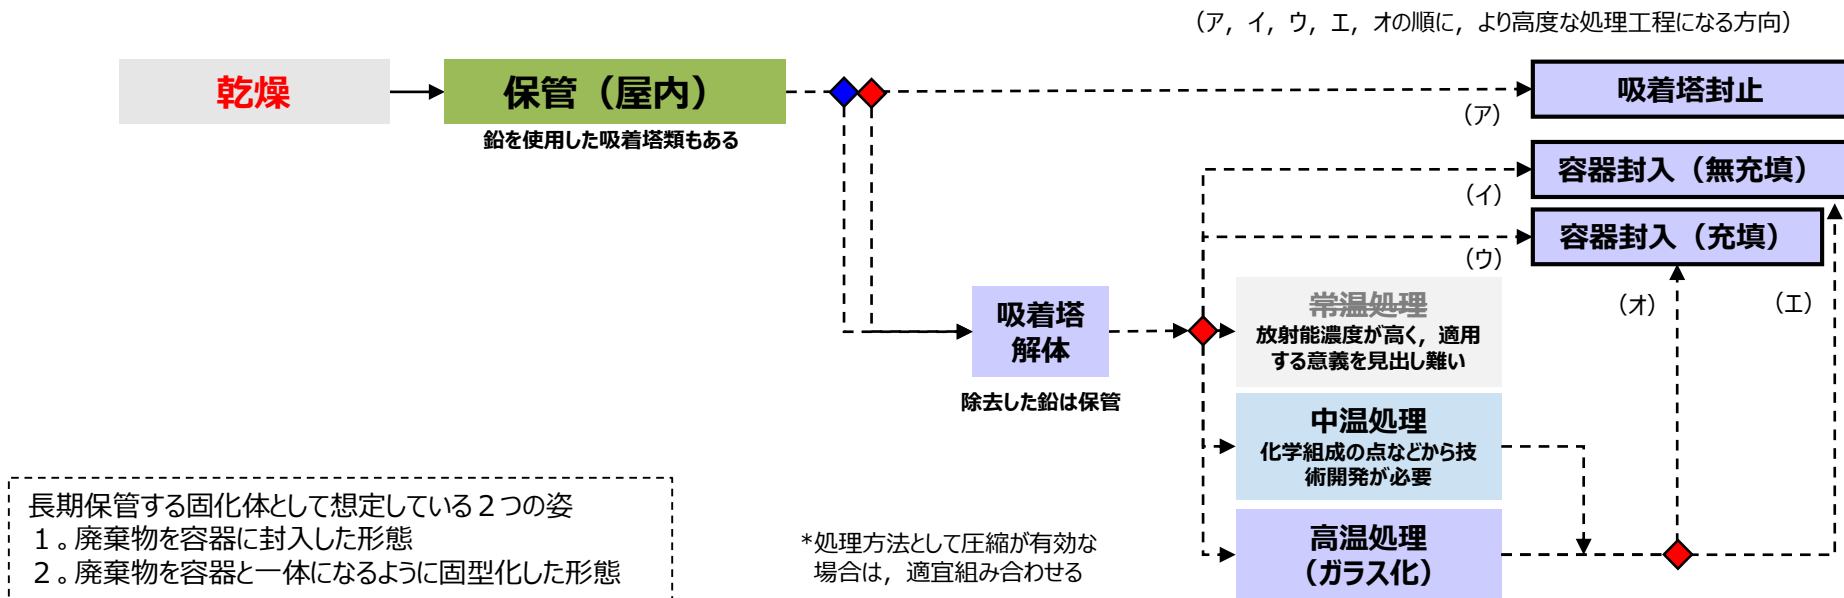 （ア，イ，ウ，エ，オの順に，より高度な処理工程になる方向）
乾燥
保管（屋内）
鉛を使用した吸着塔類もある
吸着塔封止
（ア）
容器封入（無充填）
（イ）
容器封入（充填）
（ウ）
吸着塔
解体
除去した鉛は保管
常温処理
放射能濃度が高く，適用
する意義を見出し難い
（オ）
（エ）
中温処理
化学組成の点などから技
術開発が必要
高温処理
（ガラス化）
長期保管する固化体として想定している２つの姿
１。廃棄物を容器に封入した形態
２。廃棄物を容器と一体になるように固型化した形態
*処理方法として圧縮が有効な
場合は，適宜組み合わせる